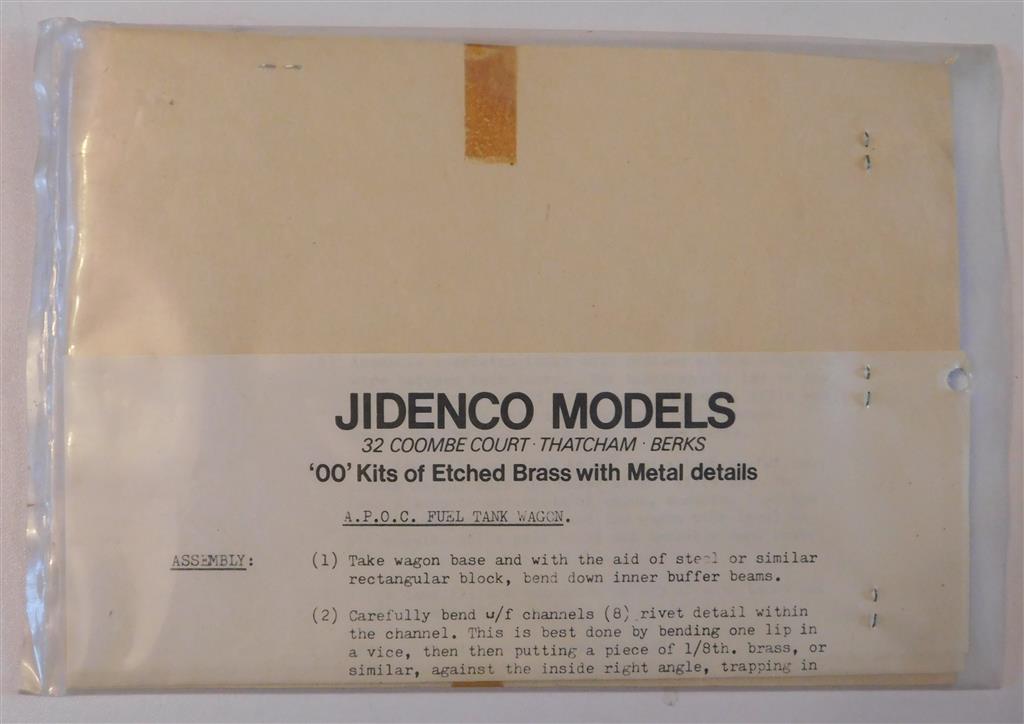 JIDENCO MODELS
32 COOMBE COURT · THATCHAM · BERKS
'00' Kits of Etched Brass with Metal details
A.P.O.C. FUEL TANK WAGON.
ASSEMBLY:
(1) Take wagon base and with the aid of steel or similar
rectangular block, bend down inner buffer beams.
(2) Carefully bend u/f channels (8) rivet detail within
the channel. This is best done by bending one lip in
a vice, then then putting a piece of 1/8th. brass, or
similar, against the inside right angle, trapping in